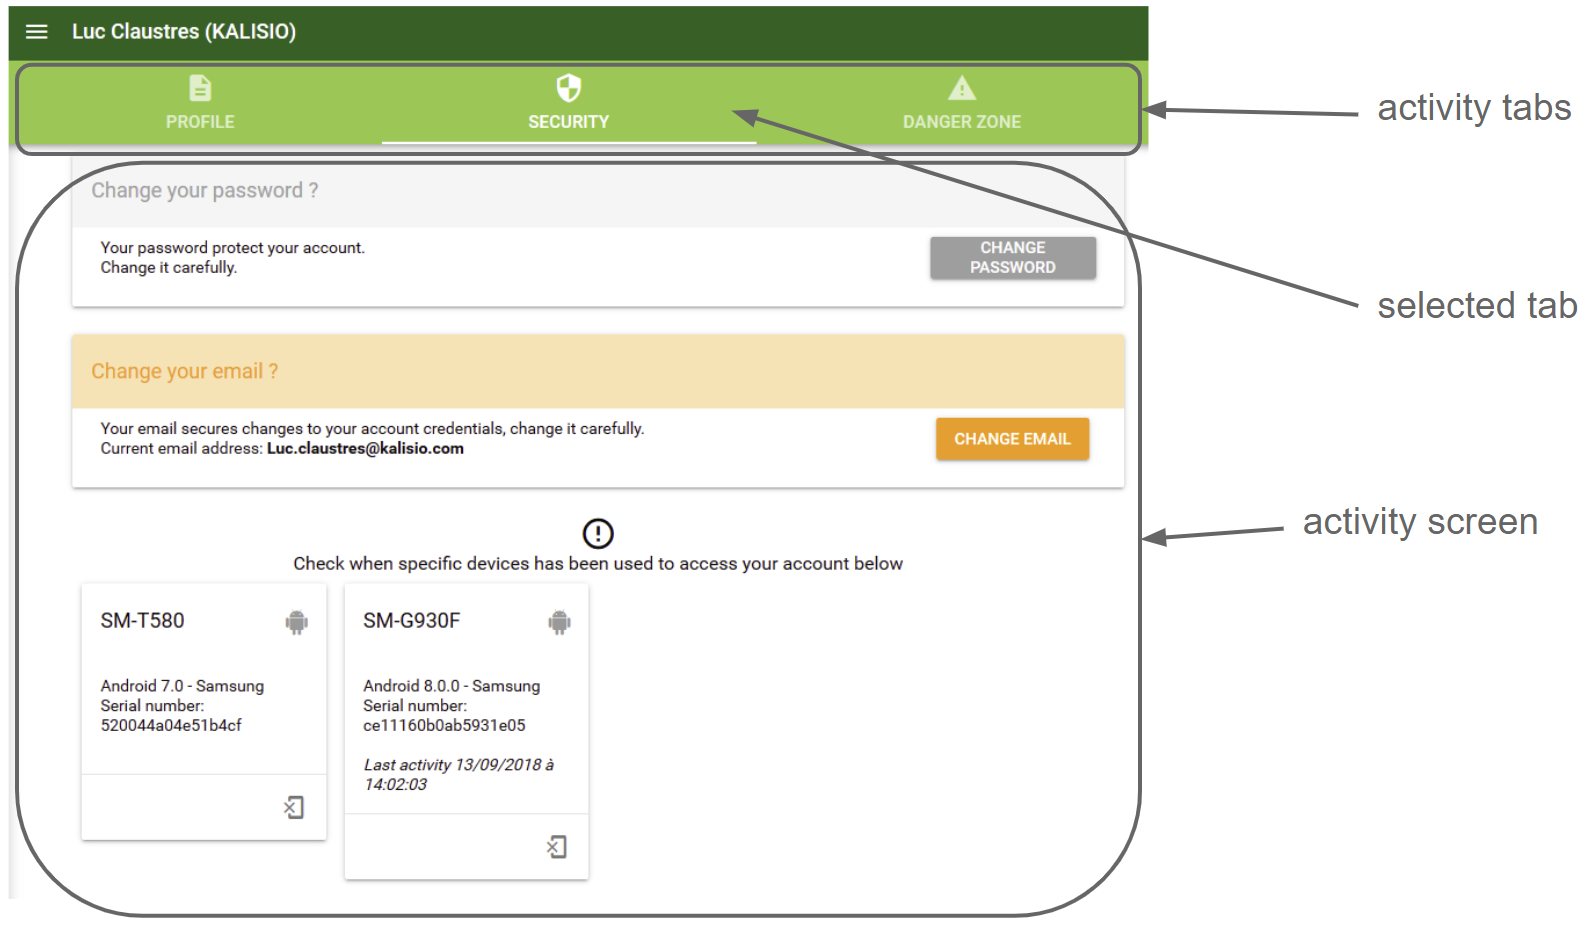 Luc Claustres (KALISIO)
PROFILE
SECURITY
DANGER ZONE
activity tabs
Change your password ?
Your password protect your account.
Change it carefully.
CHANGE
PASSWORD
selected tab
Change your email ?
Your email secures changes to your account credentials, change it carefully.
Current email address: Luc.claustres@kalisio.com
CHANGE EMAIL
activity screen
Check when specific devices has been used to access your account below
SM-T580
Android 7.0 - Samsung
Serial number:
520044a04e51b4cf
SM-G930F
Android 8.0.0 - Samsung
Serial number:
ce11160b0ab5931e05
Last activity 13/09/2018 à
14:02:03